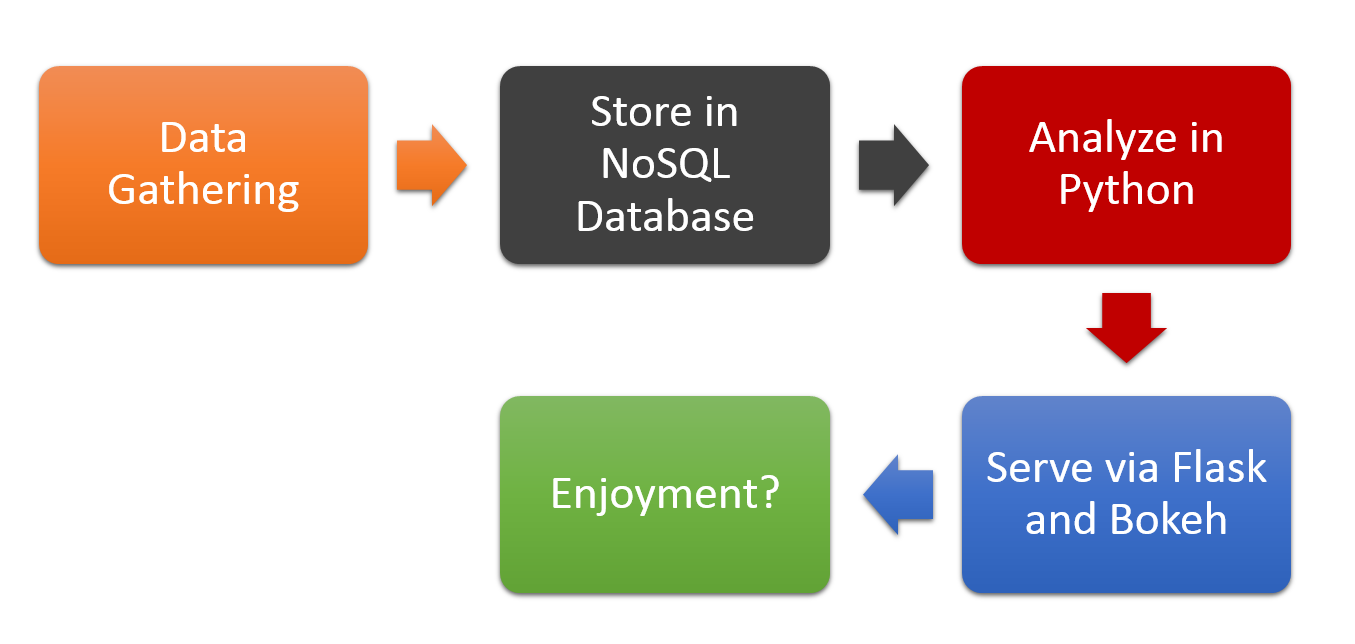 Data
Gathering
Store in
NoSQL
Database
Analyze in
Python
Serve via Flask
and Bokeh
Enjoyment?